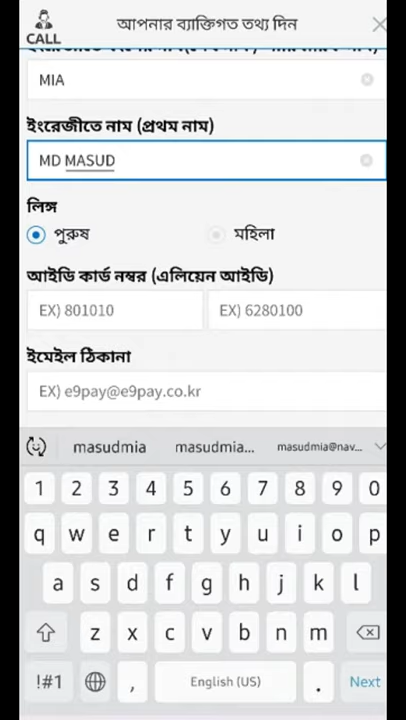 আপনার ব্যক্তিগত তথ্য দিন
CALL
MIA
ইংরেজীতে নাম (প্রথম নাম)
MD MASUD
লিঙ্গ
পুরুষ
মহিলা
আইডি কার্ড নম্বর (এলিয়েন আইডি)
EX) 801010
EX) 6280100
ইমেইল ঠিকানা
EX) e9pay@e9pay.co.kr
masudmia masudmia... masudmia@nav...
1 2 3 4 5 6 7 8 9 0
q w e r t y u i o p
a s d f g h j k l
z x c v b n m
!#1 , English (US) . Next